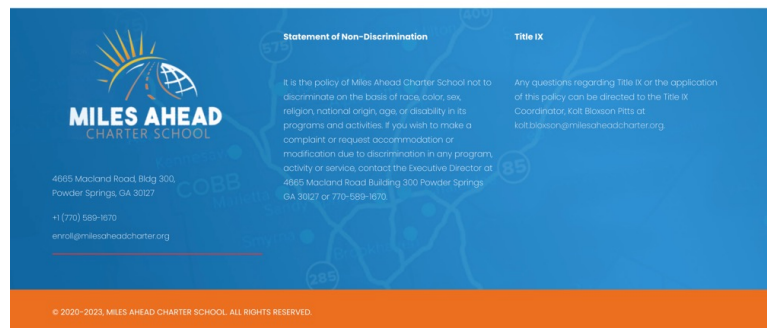 MILES AHEAD
CHARTER SCHOOL
4665 Macland Road, Bldg 300,
Powder Springs, GA 30127
+1 (770) 589-1670
enroll@milesaheadcharter.org
Statement of Non-Discrimination
It is the policy of Miles Ahead Charter School not to
discriminate on the basis of race, color, sex,
religion, national origin, age, or disability in its
programs and activities. If you wish to make a
complaint or request accommodation or
modification due to discrimination in any program,
activity or service, contact the Executive Director at
4665 Macland Road Building 300 Powder Springs
GA 30127 or 770-589-1670.
Title IX
Any questions regarding Title IX or the application
of this policy can be directed to the Title IX
Coordinator, Kolt Bloxson Pitts at
kolt.bloxson@milesaheadcharter.org.
400
575
COBB
Smyrna
85
285
© 2020-2023, MILES AHEAD CHARTER SCHOOL. ALL RIGHTS RESERVED.